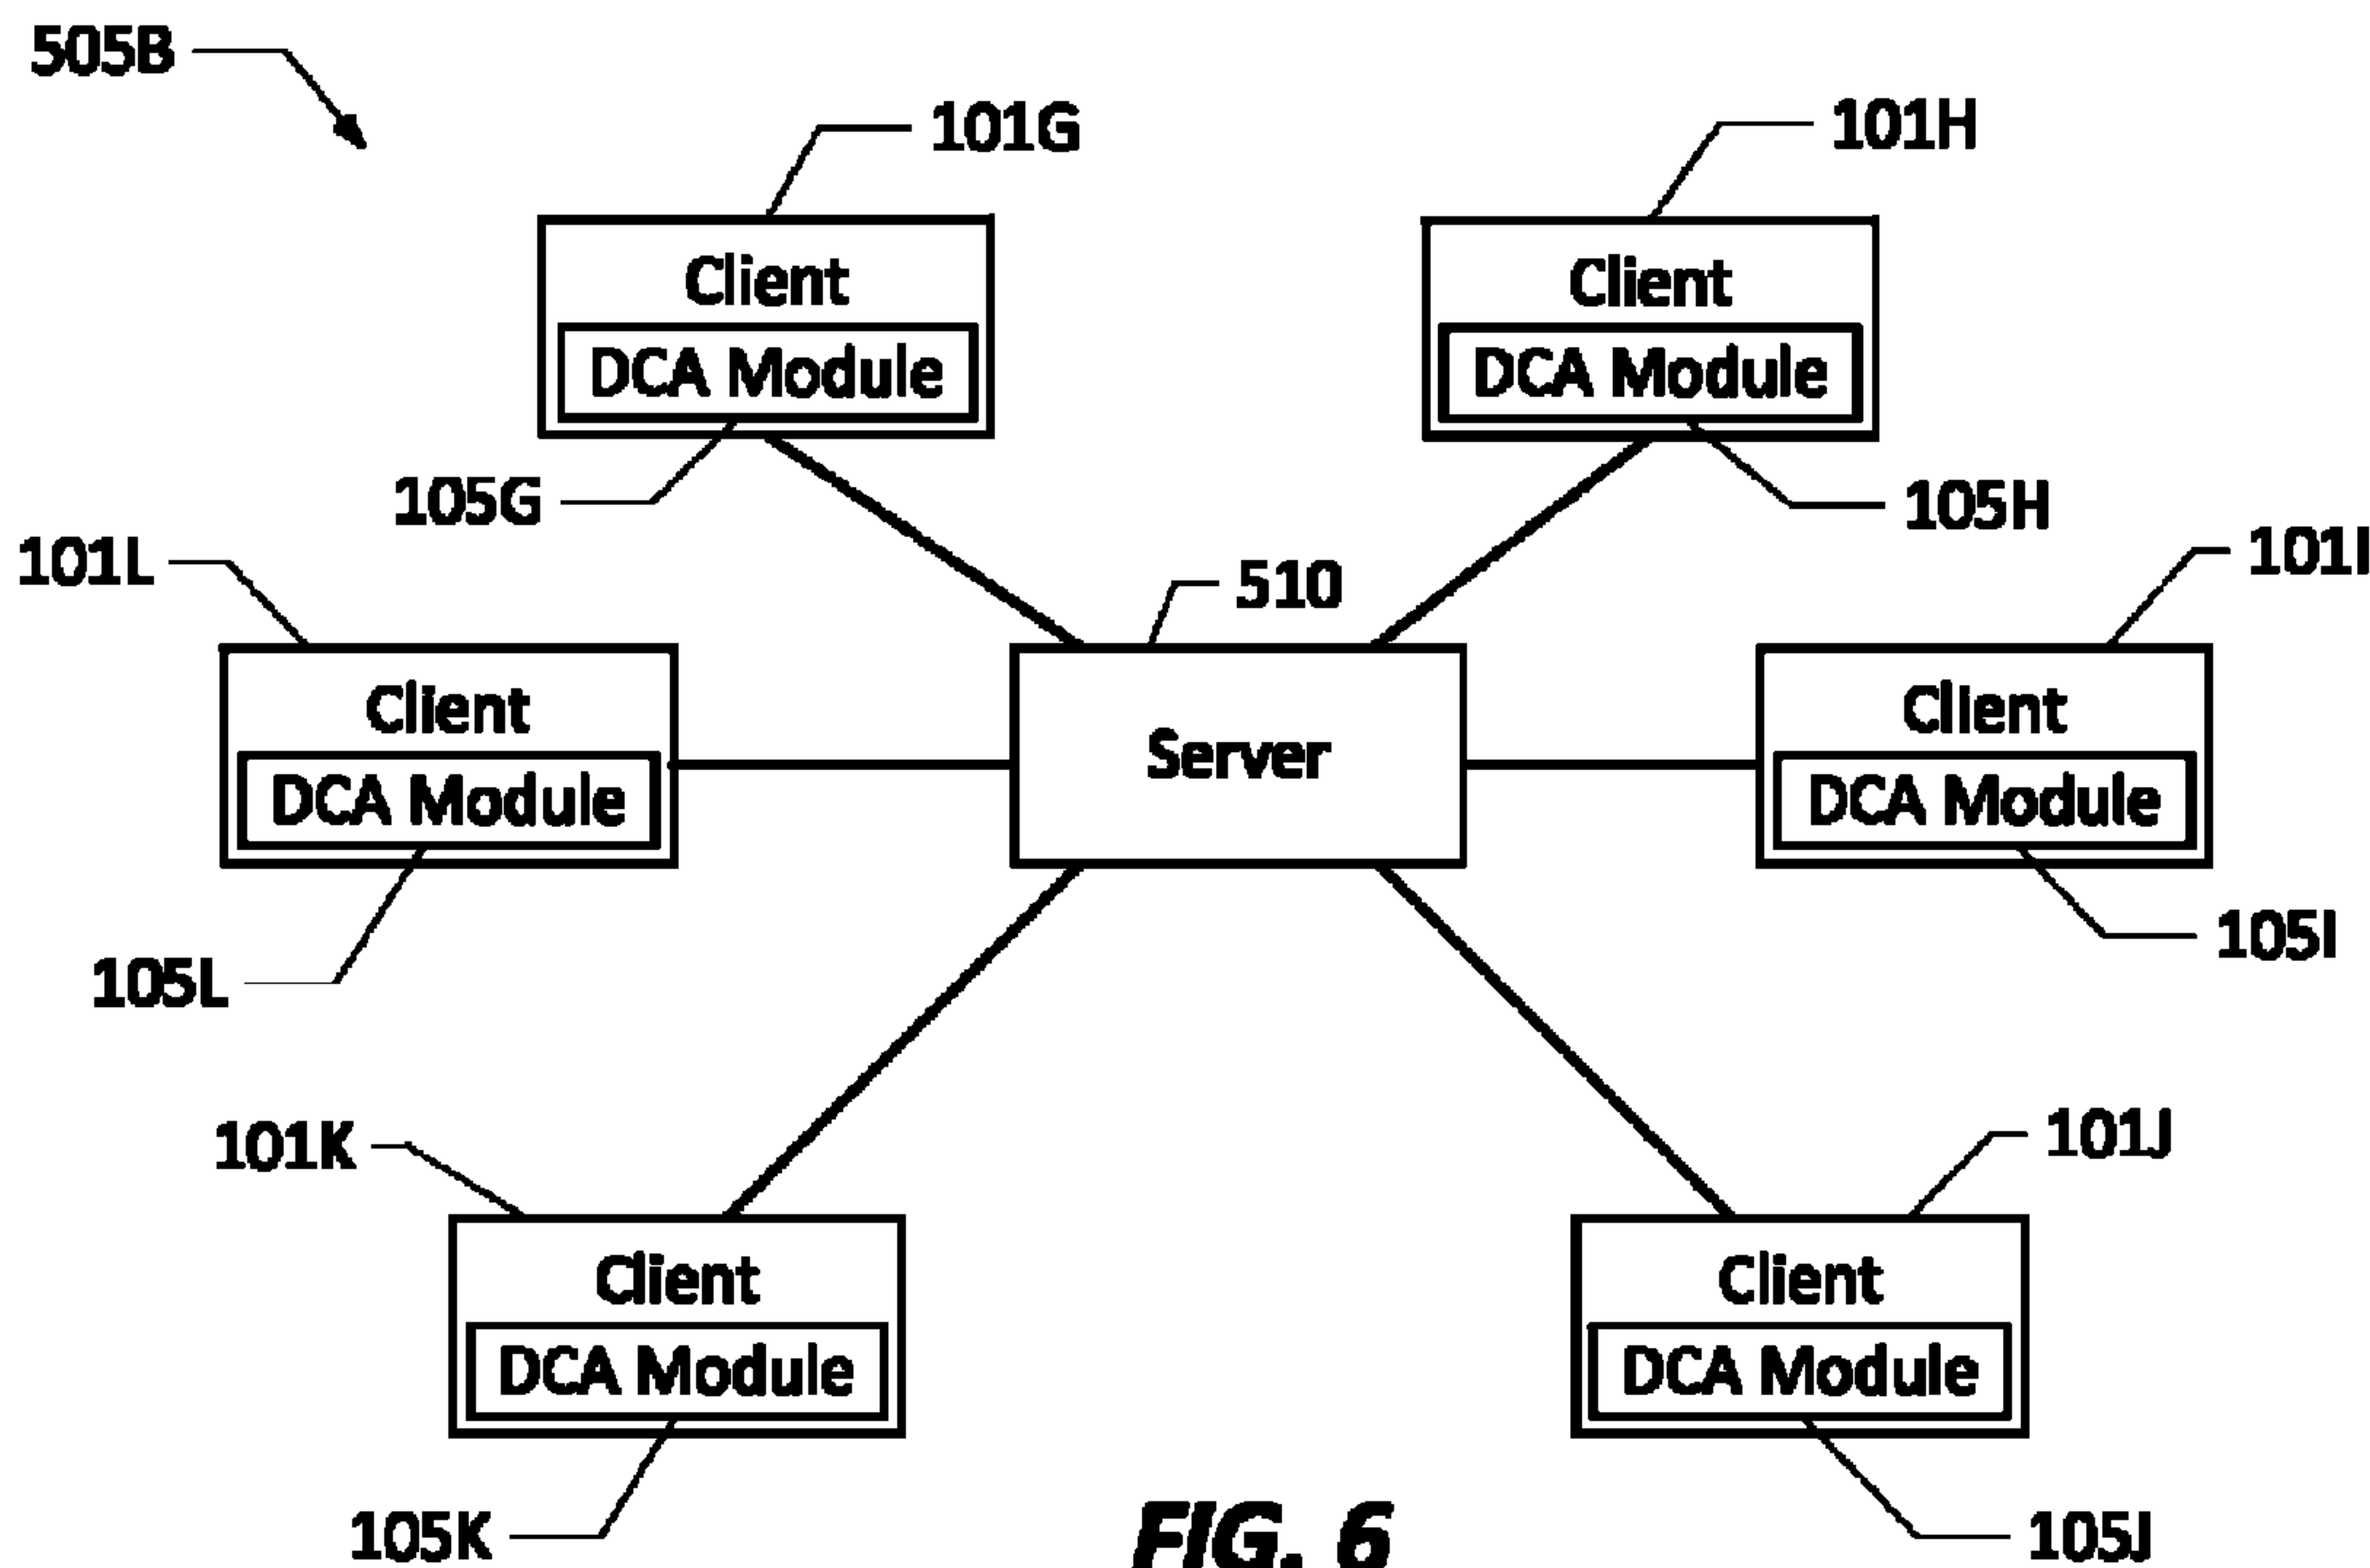 505B
101G
101H
Client
DCA Module
Client
DCA Module
105G
105H
101L
510
101I
Client
DCA Module
Server
Client
DCA Module
105L
105I
101K
101J
Client
DCA Module
Client
DCA Module
105K
105J
FIG. 6